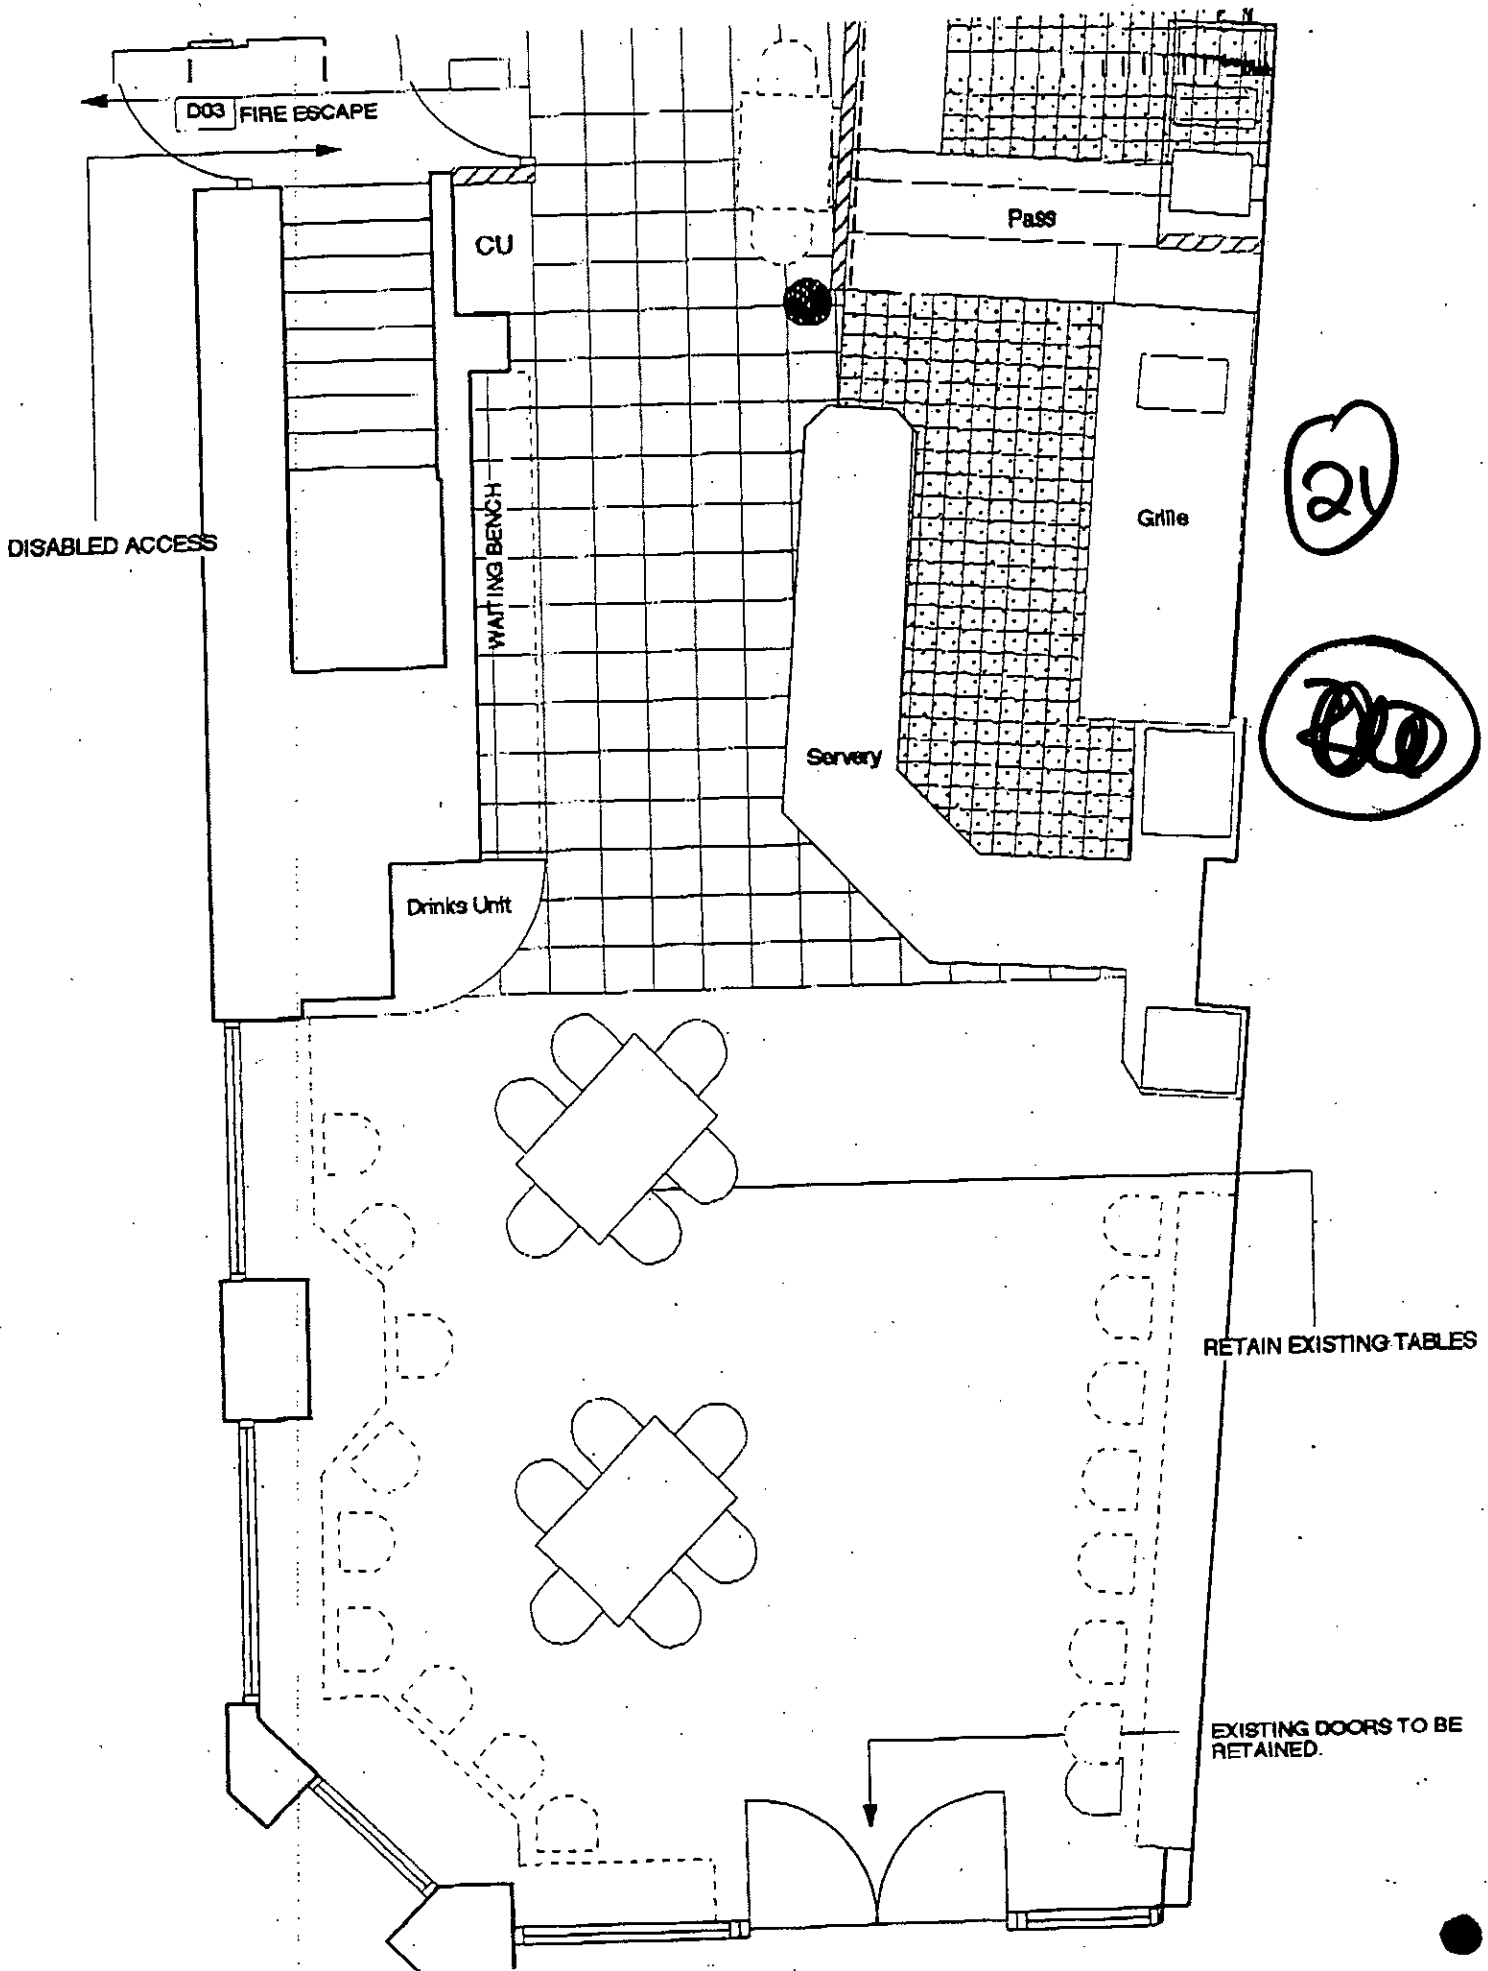 D03 FIRE ESCAPE
CU
Pass
DISABLED ACCESS
WAITING BENCH
Grille
21
Servery
Drinks Unit
RETAIN EXISTING TABLES
EXISTING DOORS TO BE
RETAINED.